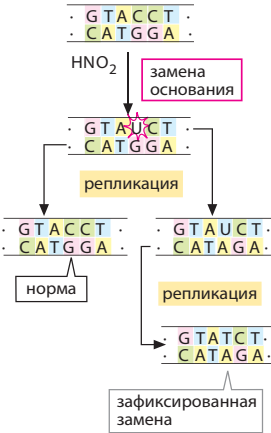 · G T A C C T ·
· C A T G G A ·
HNO2
замена
основания
· G T A U C T ·
· C A T G G A ·
репликация
· G T A C C T ·
· C A T G G A ·
· G T A U C T ·
· C A T A G A ·
норма
репликация
· G T A T C T ·
· C A T A G A ·
зафиксированная
замена